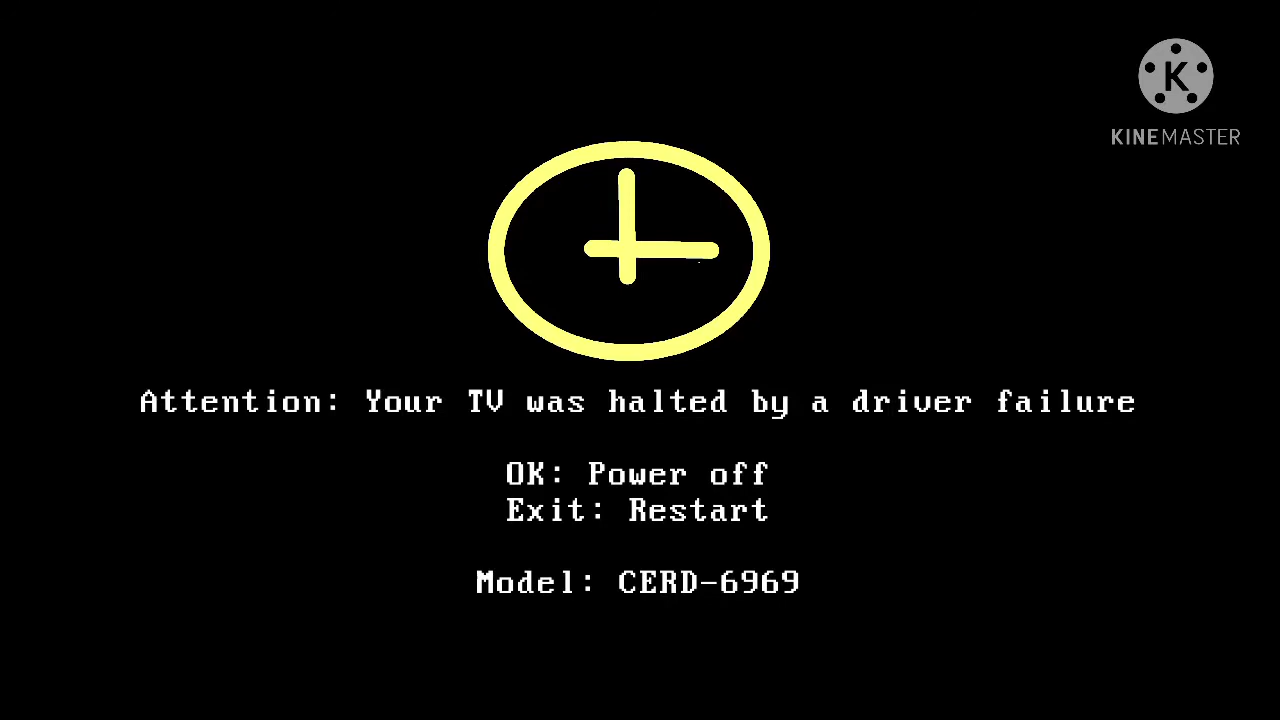 K
KINEMASTER
Attention: Your TV was halted by a driver failure
OK: Power off
Exit: Restart
Model: CERD-6969